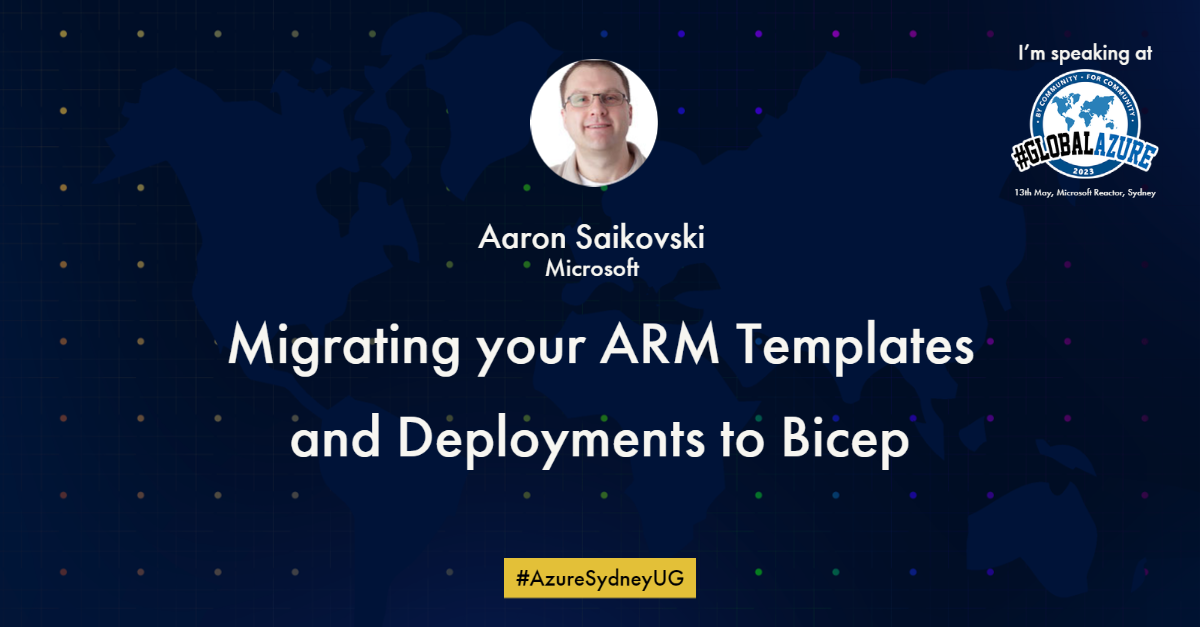 I'm speaking at
BY COMMUNITY • FOR COMMUNITY
#GLOBALAZURE
2023
13th May, Microsoft Reactor, Sydney
Aaron Saikovski
Microsoft
Migrating your ARM Templates
and Deployments to Bicep
#AzureSydneyUG